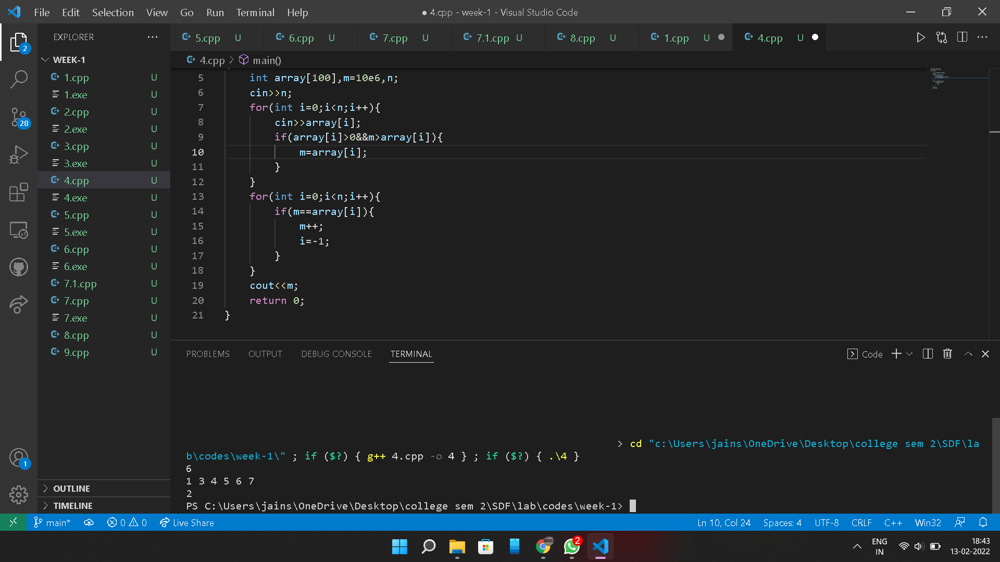 File Edit Selection View Go Run Terminal Help
● 4.cpp - week-1 - Visual Studio Code
EXPLORER ...
5.cpp U 6.cpp U 7.cpp U 7.1.cpp U 8.cpp U 1.cpp U 4.cpp U
4.cpp > main()
WEEK-1
1.cpp U
1.exe U
2.cpp U
2.exe U
3.cpp U
3.exe U
4.cpp U
4.exe U
5.cpp U
5.exe U
6.cpp U
6.exe U
7.1.cpp U
7.cpp U
7.exe U
8.cpp U
9.cpp U
OUTLINE
TIMELINE
2
28
1
5 int array[100],m=10e6,n;
6 cin>>n;
7 for(int i=0;i<n;i++){
8 cin>>array[i];
9 if(array[i]>0&&m>array[i]){
10 m=array[i];
11 }
12 }
13 for(int i=0;i<n;i++){
14 if(m==array[i]){
15 m++;
16 i=-1;
17 }
18 }
19 cout<<m;
20 return 0;
21 }
PROBLEMS OUTPUT DEBUG CONSOLE TERMINAL
Code
> cd "c:\Users\jains\OneDrive\Desktop\college sem 2\SDF\la
b\codes\week-1\" ; if ($?) { g++ 4.cpp -o 4 } ; if ($?) { .\4 }
6
1 3 4 5 6 7
2
PS C:\Users\jains\OneDrive\Desktop\college sem 2\SDF\lab\codes\week-1>
main* 0 0 Live Share
Ln 10, Col 24 Spaces: 4 UTF-8 CRLF C++ Win32
2
ENG
IN
18:43
13-02-2022